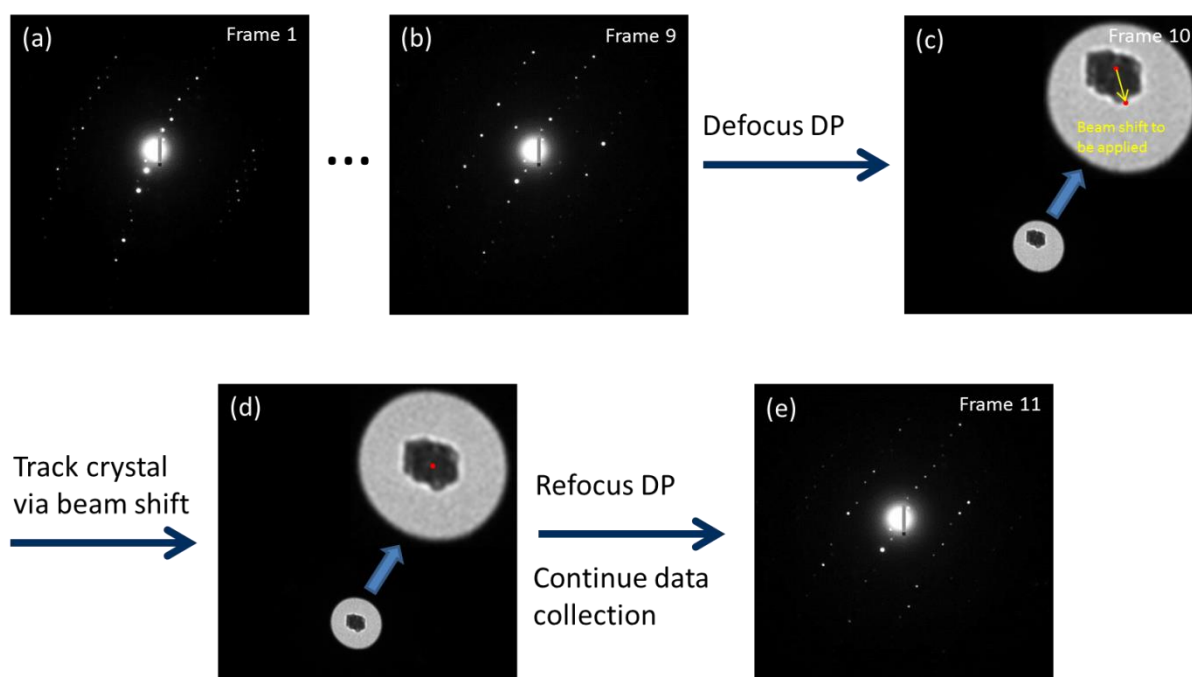 (a)
Frame 1
...
(b)
Frame 9
Defocus DP
(c)
Frame 10
Beam shift to
be applied
Track crystal
via beam shift
(d)
Refocus DP
Continue data
collection
(e)
Frame 11